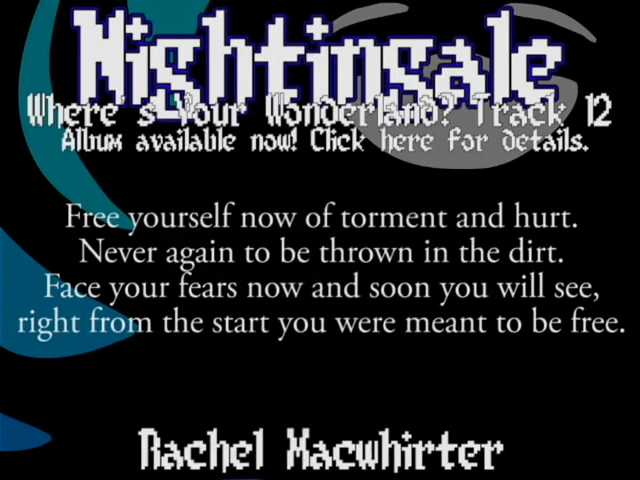 Nightingale
Where's Your Wonderland? Track 12
Album available now! Click here for details.
Free yourself now of torment and hurt.
Never again to be thrown in the dirt.
Face your fears now and soon you will see,
right from the start you were meant to be free.
Rachel Macwhirter